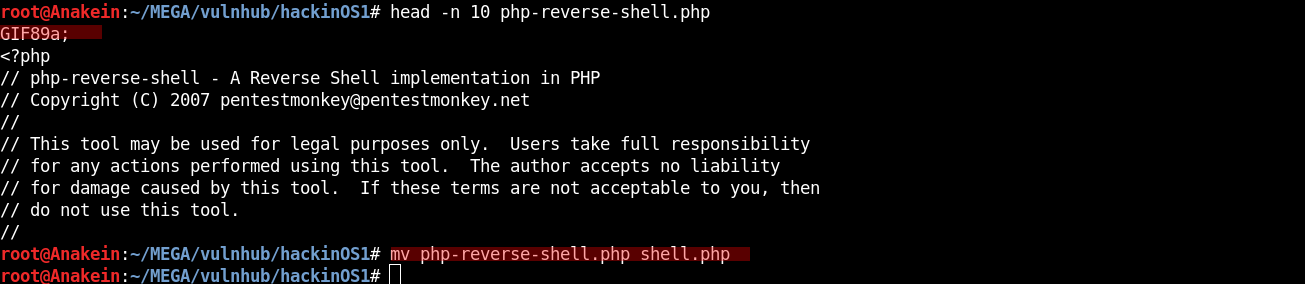 root@Anakein:~/MEGA/vulnhub/hackinOS1# head -n 10 php-reverse-shell.php
GIF89a;
<?php
// php-reverse-shell - A Reverse Shell implementation in PHP
// Copyright (C) 2007 pentestmonkey@pentestmonkey.net
//
// This tool may be used for legal purposes only.  Users take full responsibility
// for any actions performed using this tool.  The author accepts no liability
// for damage caused by this tool.  If these terms are not acceptable to you, then
// do not use this tool.
//
root@Anakein:~/MEGA/vulnhub/hackinOS1# mv php-reverse-shell.php shell.php
root@Anakein:~/MEGA/vulnhub/hackinOS1#